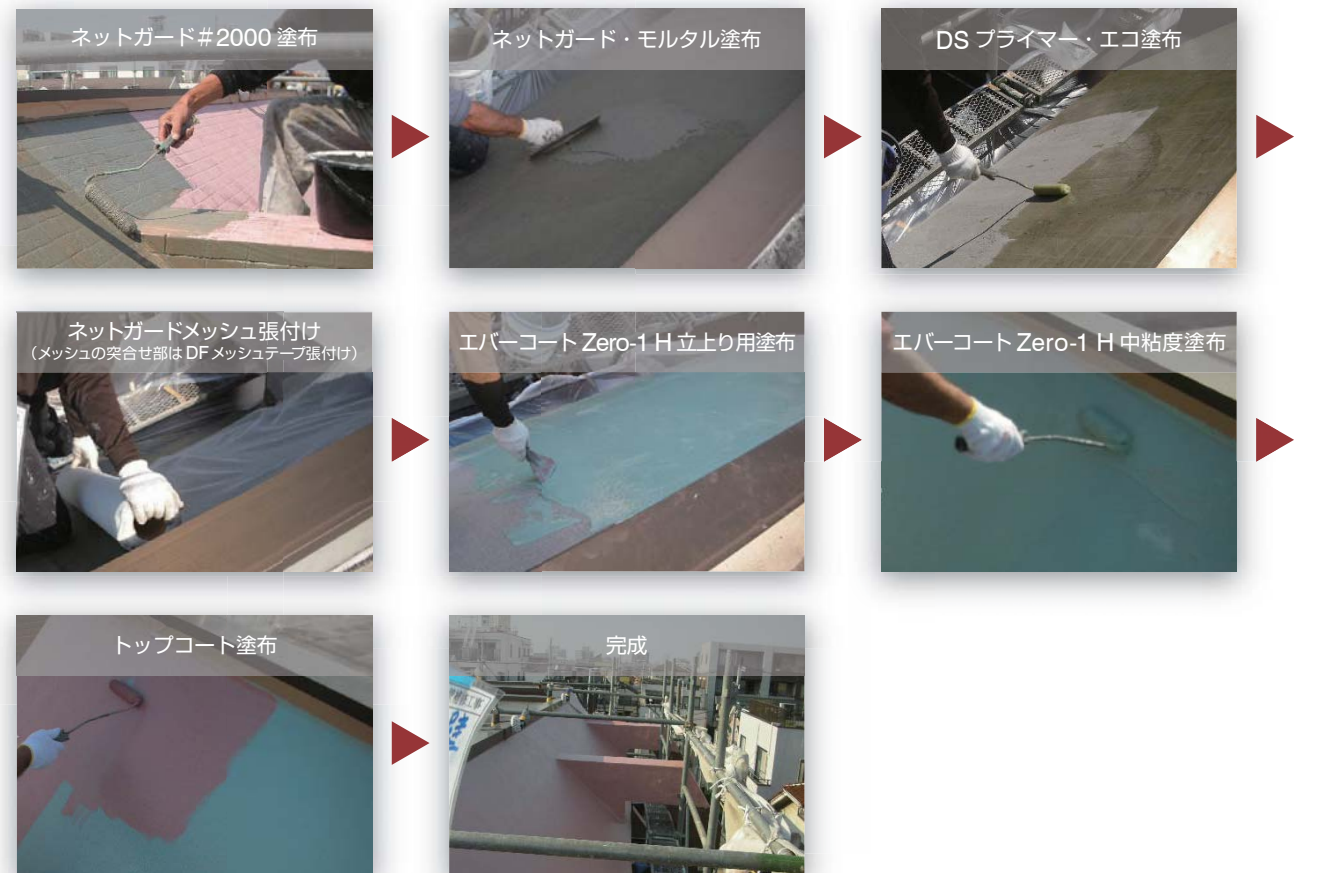 ネットガード＃2000 塗布
ネットガード・モルタル塗布
DS プライマー・エコ塗布
ネットガードメッシュ張付け
（メッシュの突合せ部は DF メッシュテープ張付け）
エバーコート Zero-1 H 立上り用塗布
エバーコート Zero-1 H 中粘度塗布
トップコート塗布
完成